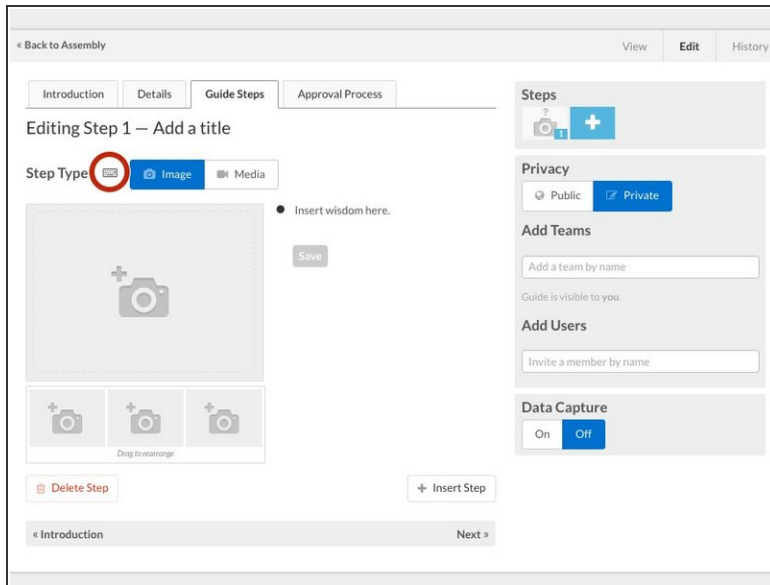 « Back to Assembly
View Edit History
Introduction Details Guide Steps Approval Process
Editing Step 1 — Add a title
Step Type Image Media
Insert wisdom here.
Save
Drag to rearrange
Delete Step
+ Insert Step
« Introduction
Next »
Steps
?
1
+
Privacy
Public Private
Add Teams
Add a team by name
Guide is visible to you.
Add Users
Invite a member by name
Data Capture
On Off